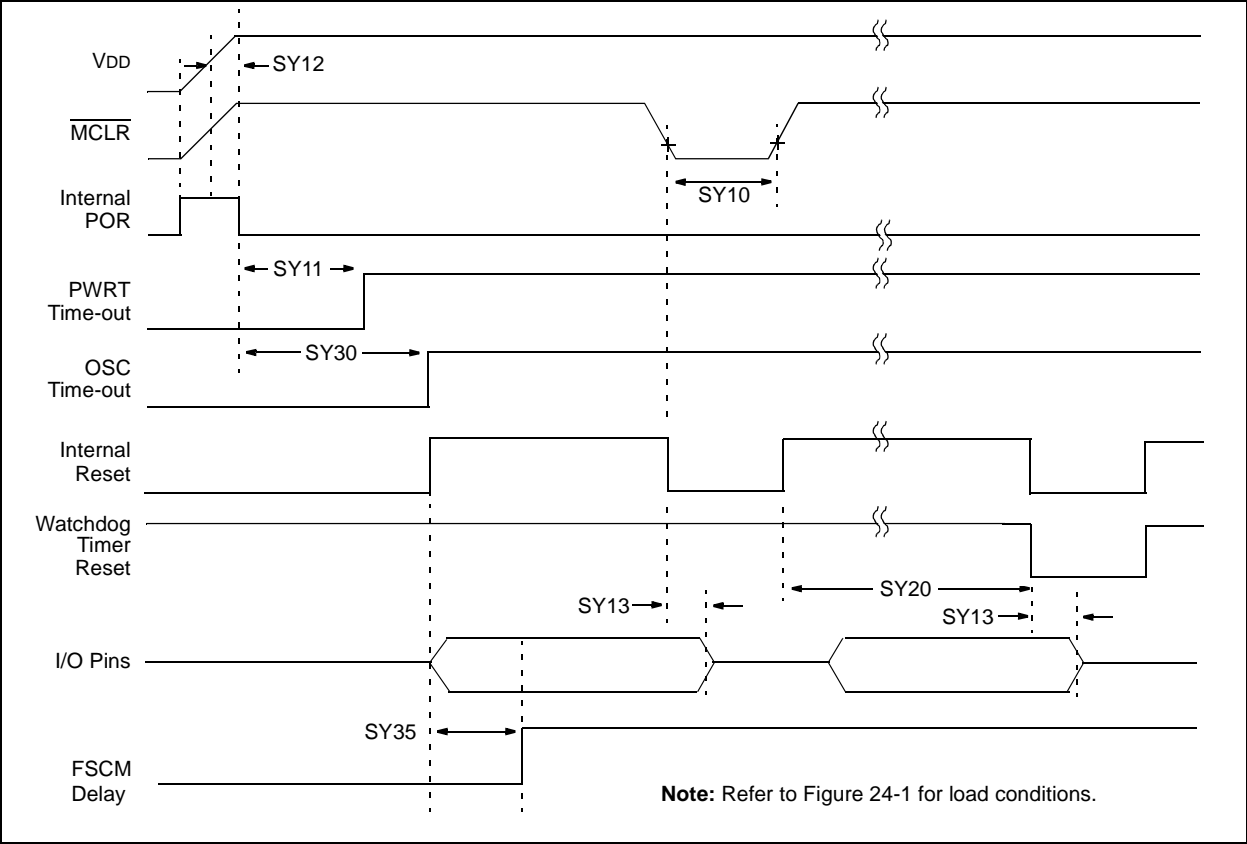 VDD
SY12
MCLR
SY10
Internal
POR
SY11
PWRT
Time-out
SY30
OSC
Time-out
Internal
Reset
Watchdog
Timer
Reset
SY20
SY13
SY13
I/O Pins
SY35
FSCM
Delay
Note: Refer to Figure 24-1 for load conditions.